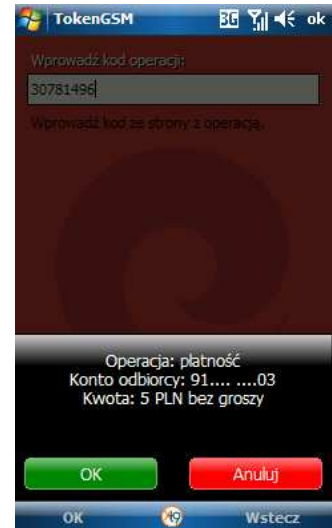 TokenGSM 3G ok
Wprowadź kod operacji:
30781496
Wprowadź kod ze strony z operacją.
Operacja: płatność
Konto odbiorcy: 91.... ....03
Kwota: 5 PLN bez groszy
OK Anuluj
OK Wstecz